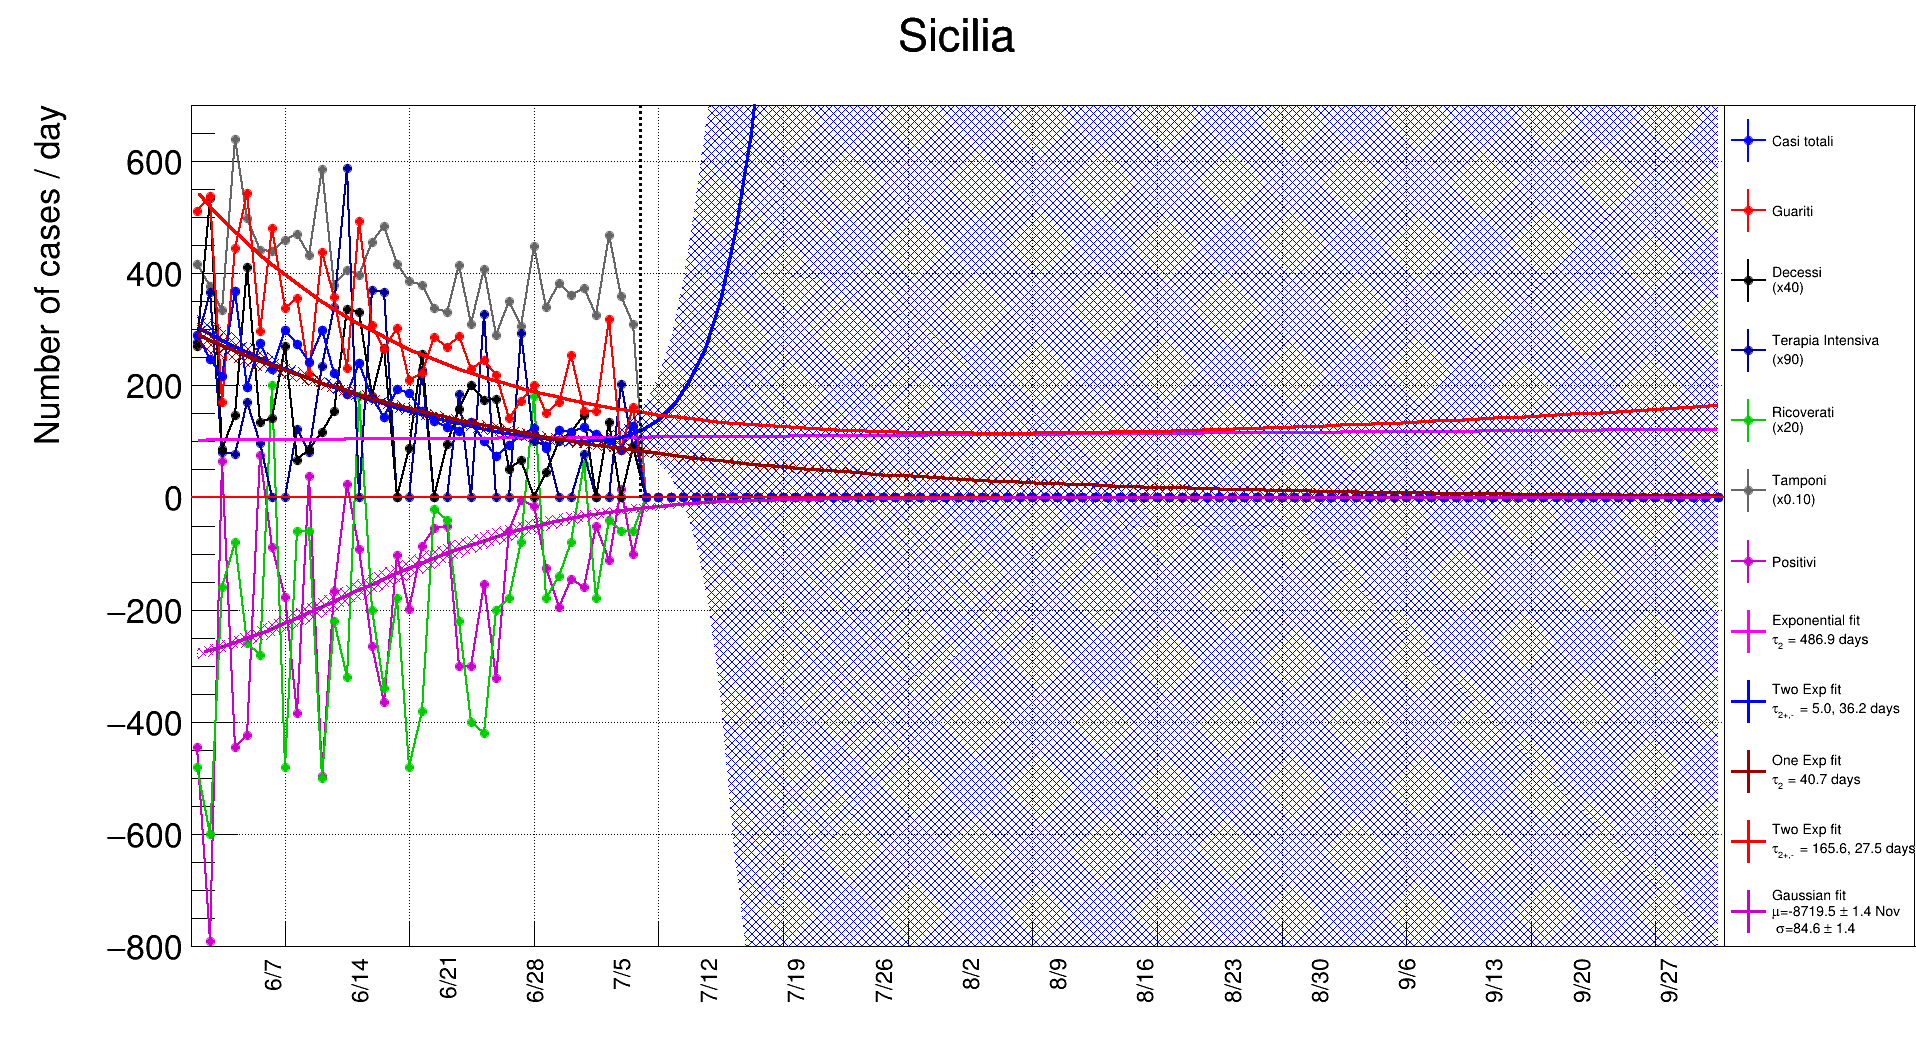 Sicilia
Number of cases / day
600
400
200
0
−200
−400
−600
−800
6/7
6/14
6/21
6/28
7/5
7/12
7/19
7/26
8/2
8/9
8/16
8/23
8/30
9/6
9/13
9/20
9/27
Casi totali
Guariti
Decessi
(x40)
Terapia Intensiva
(x90)
Ricoverati
(x20)
Tamponi
(x0.10)
Positivi
Exponential fit
τ2 = 486.9 days
Two Exp fit
τ2+,- = 5.0, 36.2 days
One Exp fit
τ2 = 40.7 days
Two Exp fit
τ2+,- = 165.6, 27.5 days
Gaussian fit
μ=-8719.5 ± 1.4 Nov
σ=84.6 ± 1.4